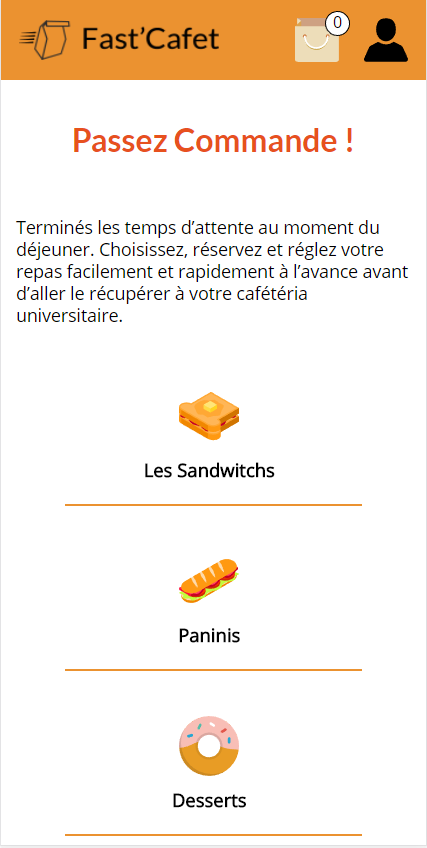 Fast’Cafet
0
Passez Commande !
Terminés les temps d’attente au moment du
déjeuner. Choisissez, réservez et réglez votre
repas facilement et rapidement à l’avance avant
d’aller le récupérer à votre cafétéria
universitaire.
Les Sandwitchs
Paninis
Desserts